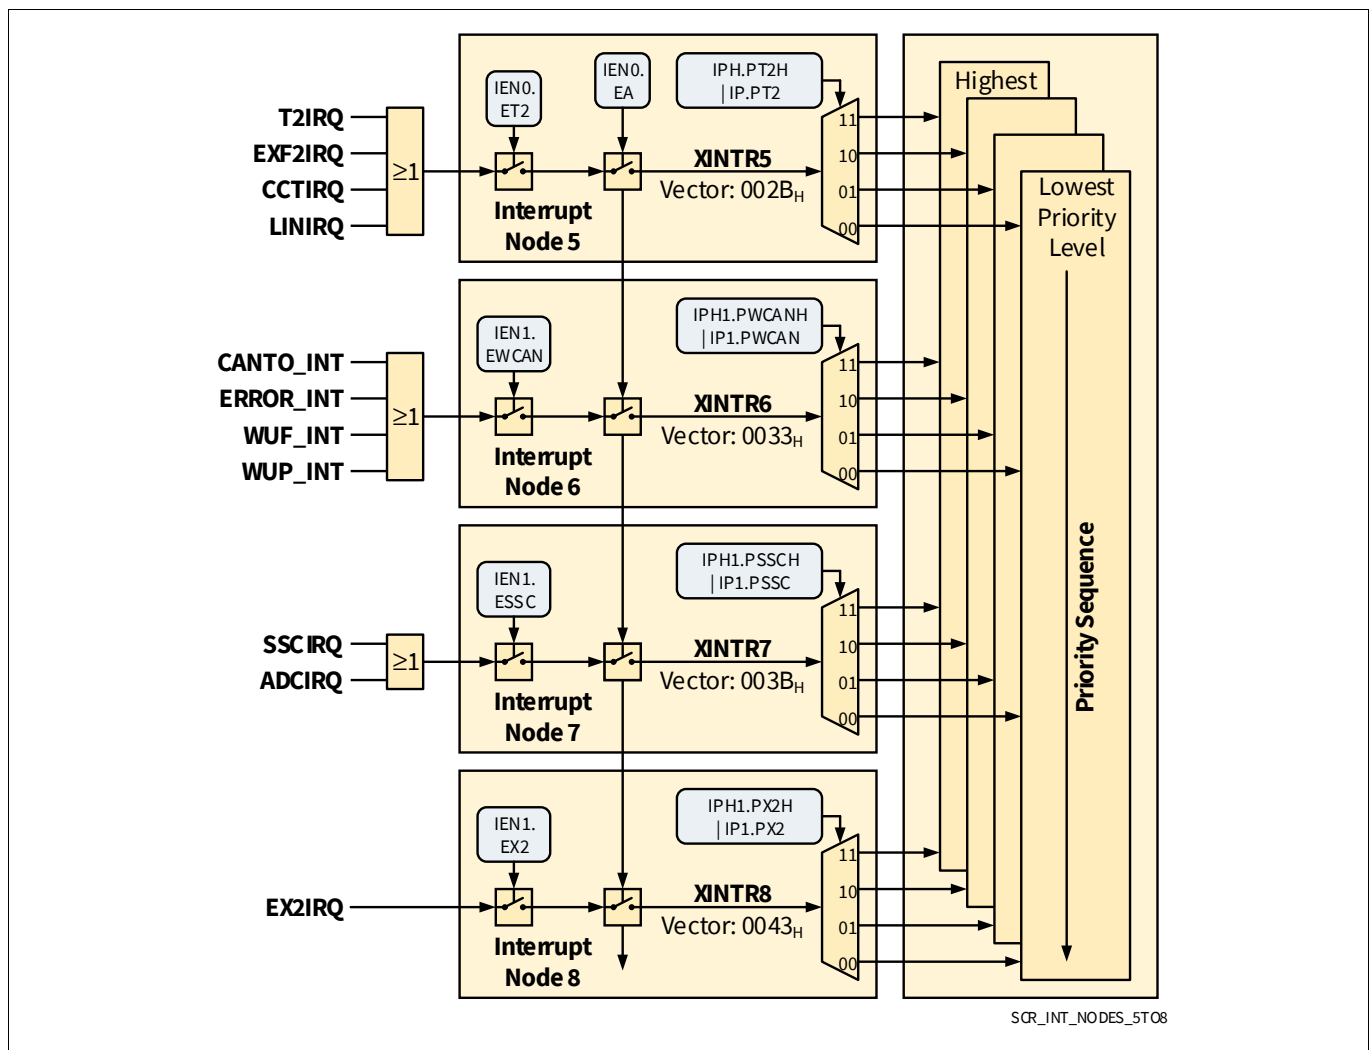 IEN0.
ET2
IEN0.
EA
IPH.PT2H
| IP.PT2
T2IRQ
EXF2IRQ
CCTIRQ
LINIRQ
≥1
XINTR5
Vector: 002BH
Interrupt
Node 5
11
10
01
00
Highest
Lowest
Priority
Level
IEN1.
EWCAN
IPH1.PWCANH
| IP1.PWCAN
CANTO_INT
ERROR_INT
WUF_INT
WUP_INT
≥1
XINTR6
Vector: 0033H
Interrupt
Node 6
11
10
01
00
IEN1.
ESSC
IPH1.PSSCH
| IP1.PSSC
SSCIRQ
ADCIRQ
≥1
XINTR7
Vector: 003BH
Interrupt
Node 7
11
10
01
00
Priority Sequence
IEN1.
EX2
IPH1.PX2H
| IP1.PX2
EX2IRQ
XINTR8
Vector: 0043H
Interrupt
Node 8
11
10
01
00
SCR_INT_NODES_5TO8